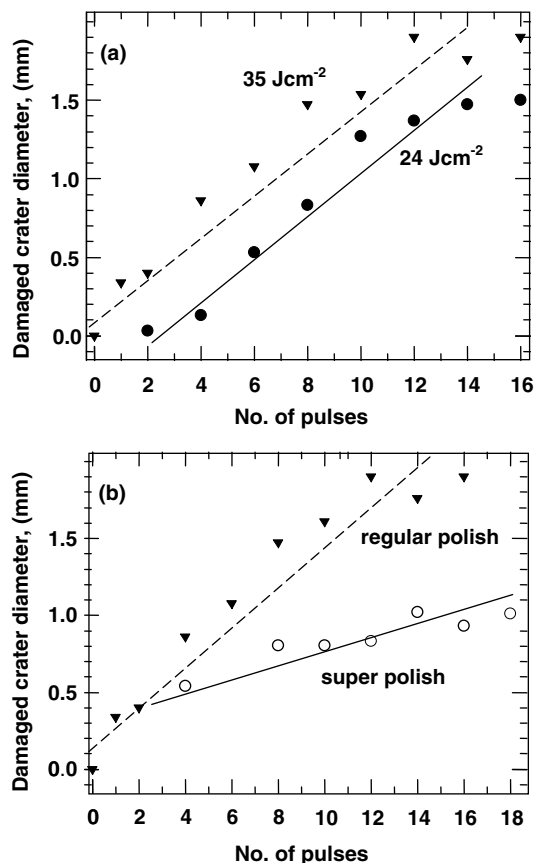 (a)
35 Jcm-2
24 Jcm-2
Damaged crater diameter, (mm)
1.5
1.0
0.5
0.0
0 2 4 6 8 10 12 14 16
No. of pulses
(b)
regular polish
super polish
Damaged crater diameter, (mm)
1.5
1.0
0.5
0.0
0 2 4 6 8 10 12 14 16 18
No. of pulses